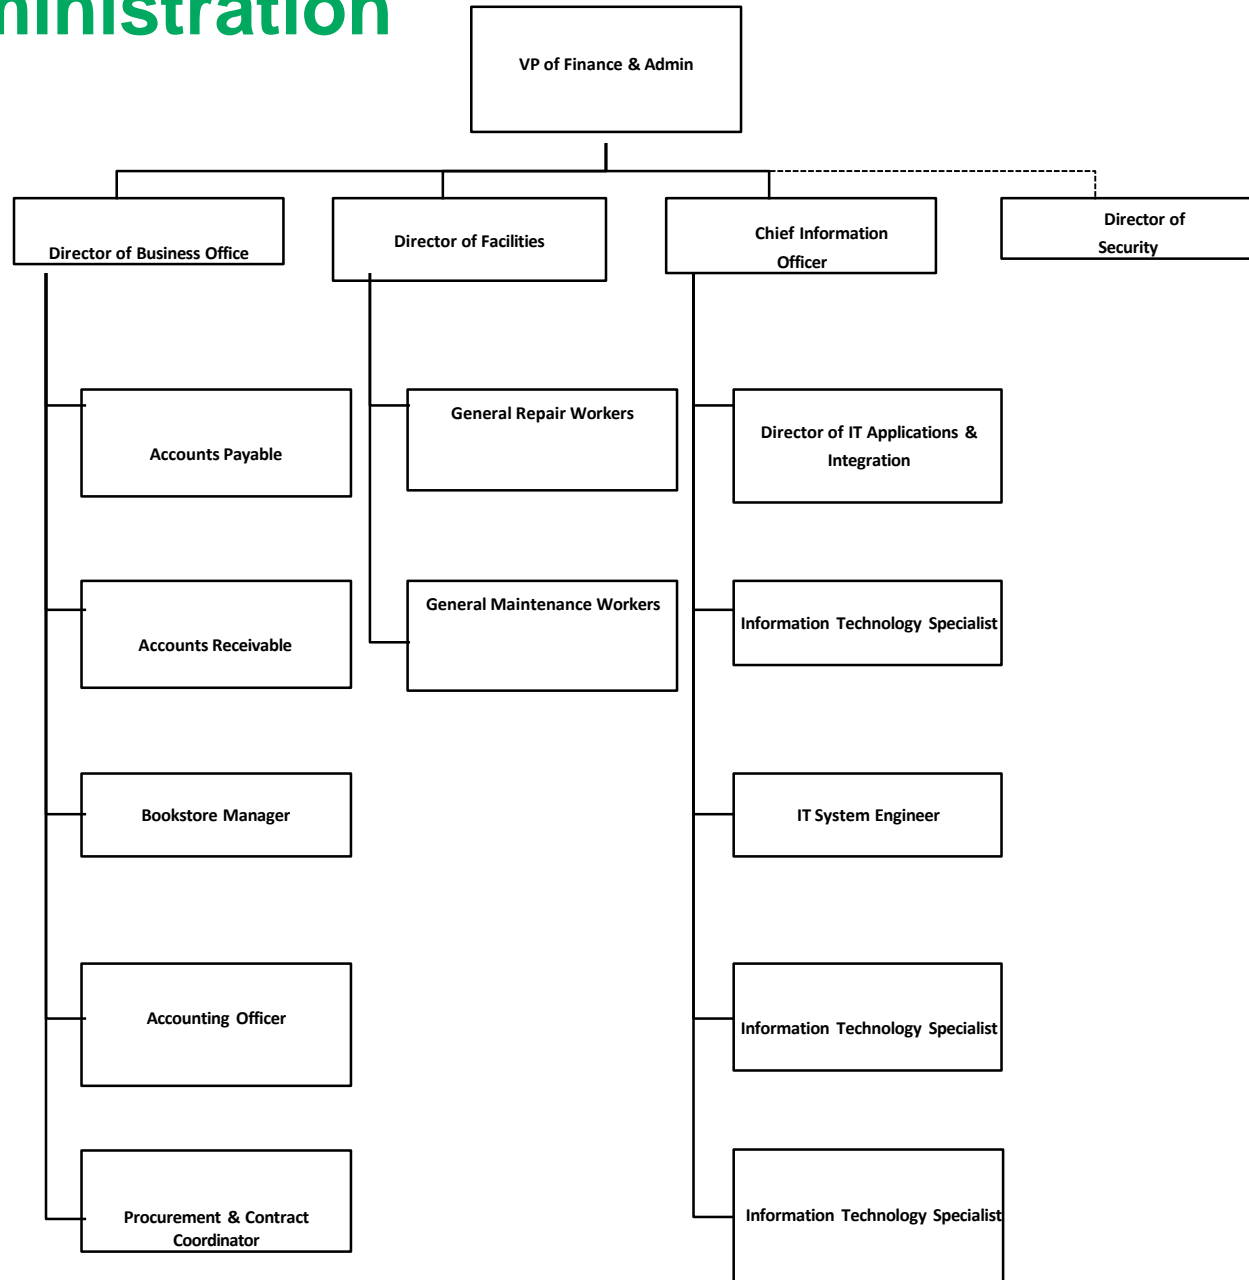 VP of Finance & Admin
Director of Business Office
Director of Facilities
Chief Information
Officer
Director of
Security
Accounts Payable
General Repair Workers
Director of IT Applications &
Integration
Accounts Receivable
General Maintenance Workers
Information Technology Specialist
Bookstore Manager
IT System Engineer
Accounting Officer
Information Technology Specialist
Procurement & Contract
Coordinator
Information Technology Specialist